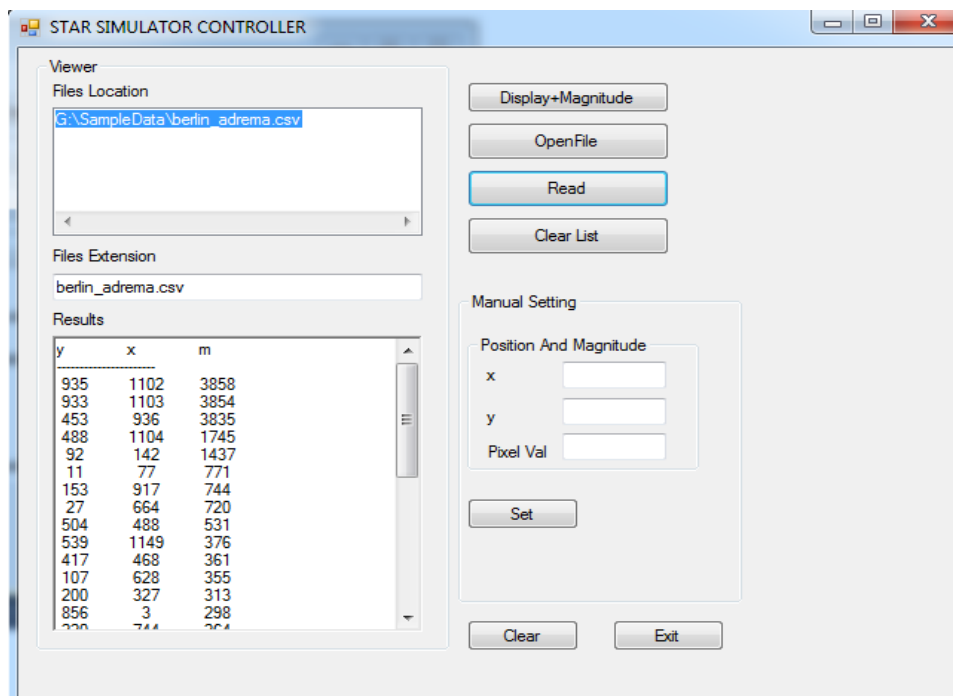 STAR SIMULATOR CONTROLLER
Viewer
Files Location
G:\SampleData\berlin_adrema.csv
Files Extension
berlin_adrema.csv
Results
y x m
----------------------
935 1102 3858
933 1103 3854
453 936 3835
488 1104 1745
92 142 1437
11 77 771
153 917 744
27 664 720
504 488 531
539 1149 376
417 468 361
107 628 355
200 327 313
856 3 298
Display+Magnitude
OpenFile
Read
Clear List
Manual Setting
Position And Magnitude
x
y
Pixel Val
Set
Clear
Exit